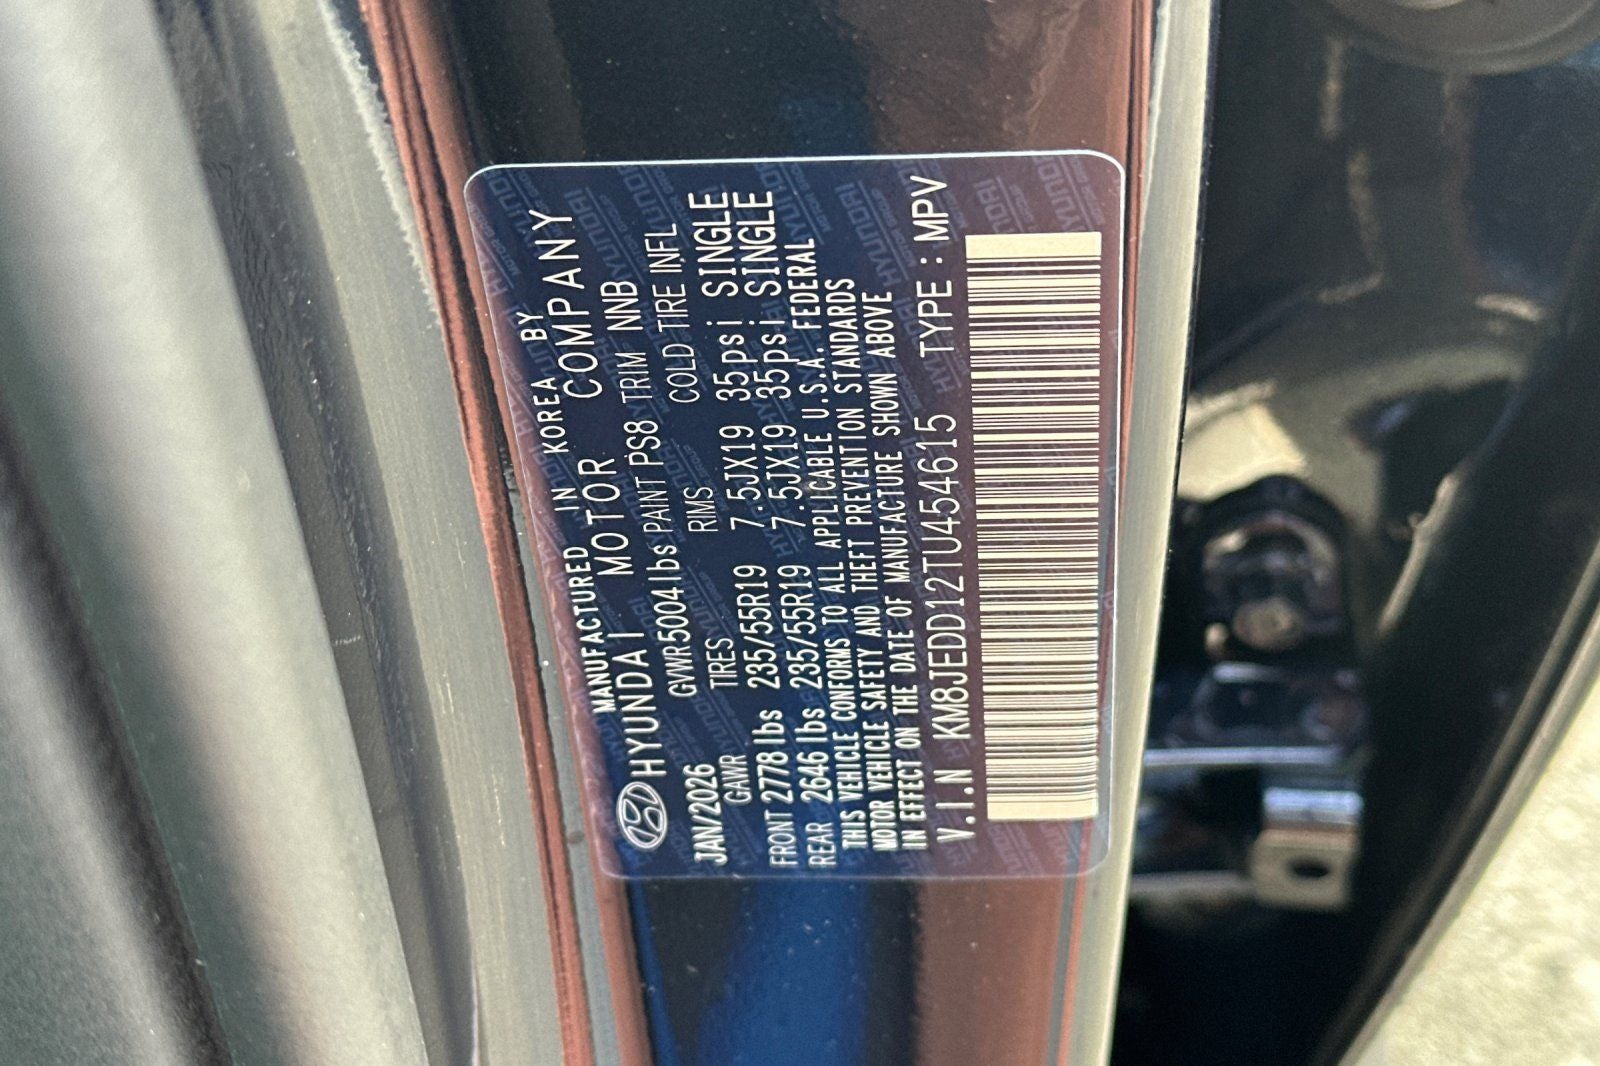 MANUFACTURED IN KOREA BY
HYUNDAI MOTOR COMPANY
JAN/2026 GVWR 5004 lbs PAINT PS8 TRIM NNB
GAWR TIRES RIMS COLD TIRE INFL
FRONT 2778 lbs 235/55R19 7.5JX19 35psi SINGLE
REAR 2646 lbs 235/55R19 7.5JX19 35psi SINGLE
THIS VEHICLE CONFORMS TO ALL APPLICABLE U.S.A. FEDERAL
MOTOR VEHICLE SAFETY AND THEFT PREVENTION STANDARDS
IN EFFECT ON THE DATE OF MANUFACTURE SHOWN ABOVE
V.I.N KM8JEDD12TU454615 TYPE : MPV